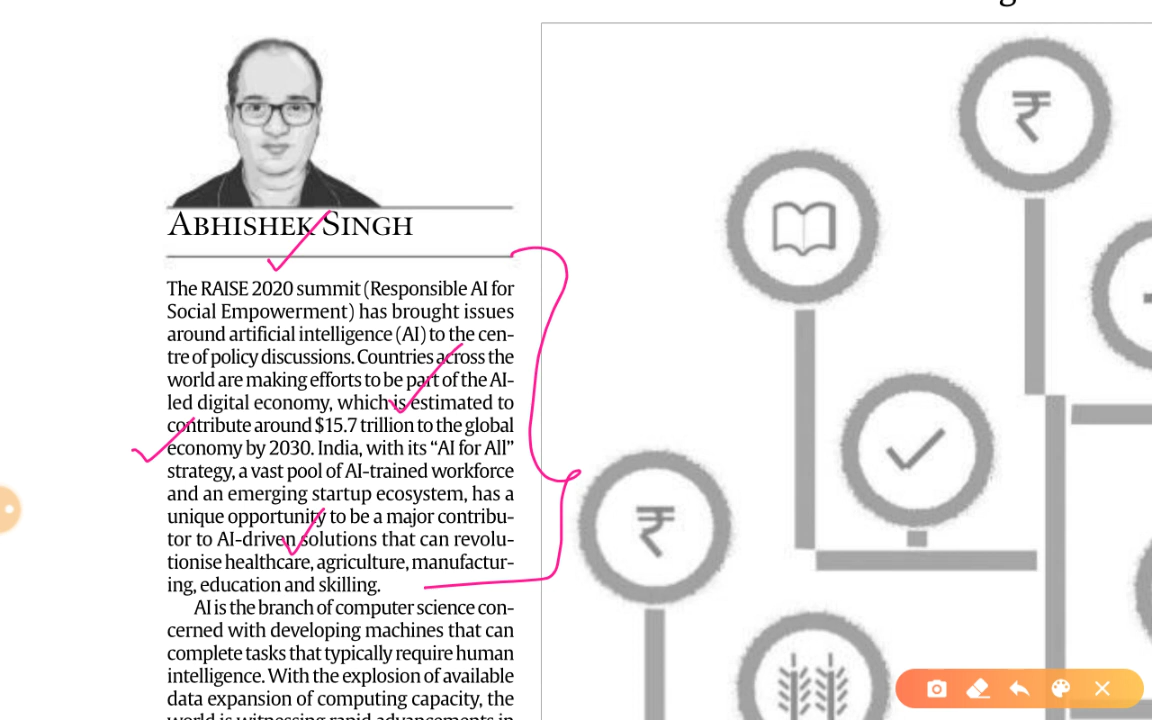 ABHISHEK SINGH
The RAISE 2020 summit (Responsible AI for
Social Empowerment) has brought issues
around artificial intelligence (AI) to the cen-
tre of policy discussions. Countries across the
world are making efforts to be part of the AI-
led digital economy, which is estimated to
contribute around $15.7 trillion to the global
economy by 2030. India, with its “AI for All”
strategy, a vast pool of AI-trained workforce
and an emerging startup ecosystem, has a
unique opportunity to be a major contribu-
tor to AI-driven solutions that can revolu-
tionise healthcare, agriculture, manufactur-
ing, education and skilling.
AI is the branch of computer science con-
cerned with developing machines that can
complete tasks that typically require human
intelligence. With the explosion of available
data expansion of computing capacity, the
world is witnessing rapid advancements in
₹
₹